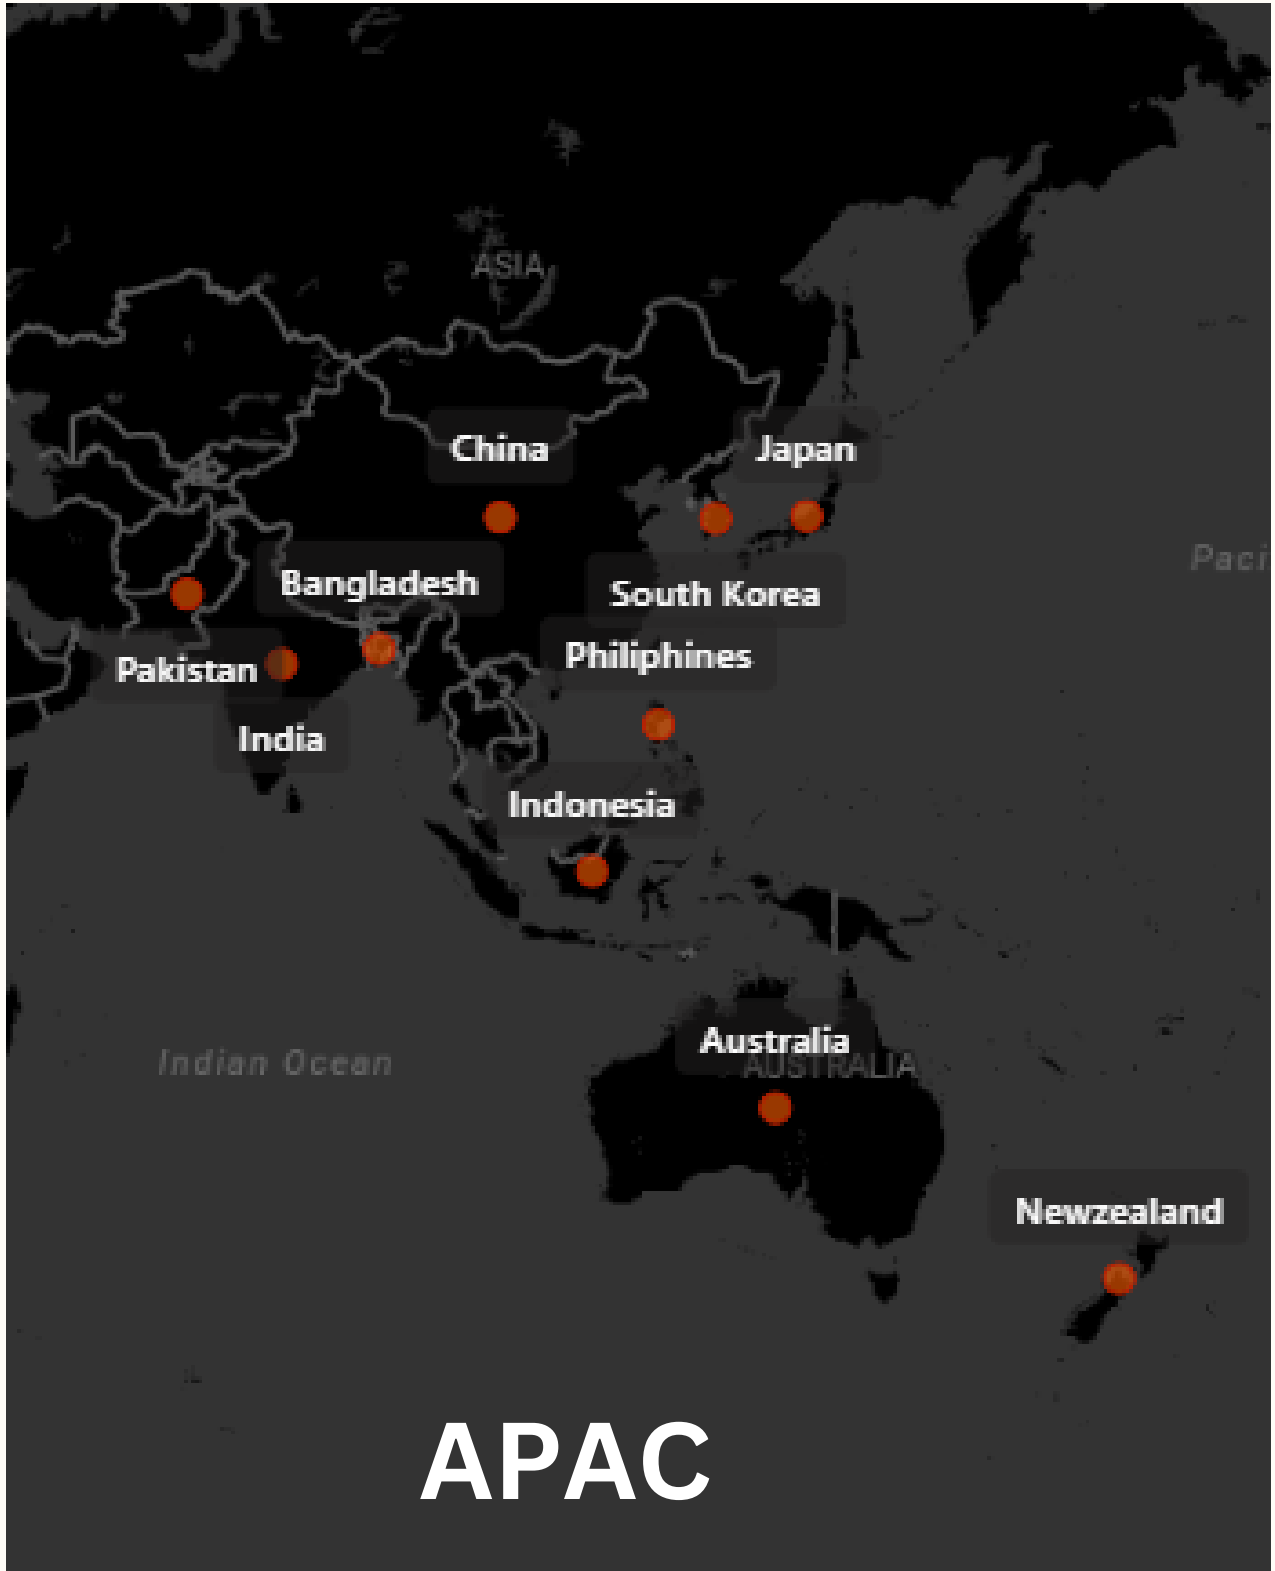 ASIA
China
Japan
Paci
Bangladesh
South Korea
Philiphines
Pakistan
India
Indonesia
Australia
AUSTRALIA
Indian Ocean
Newzealand
APAC